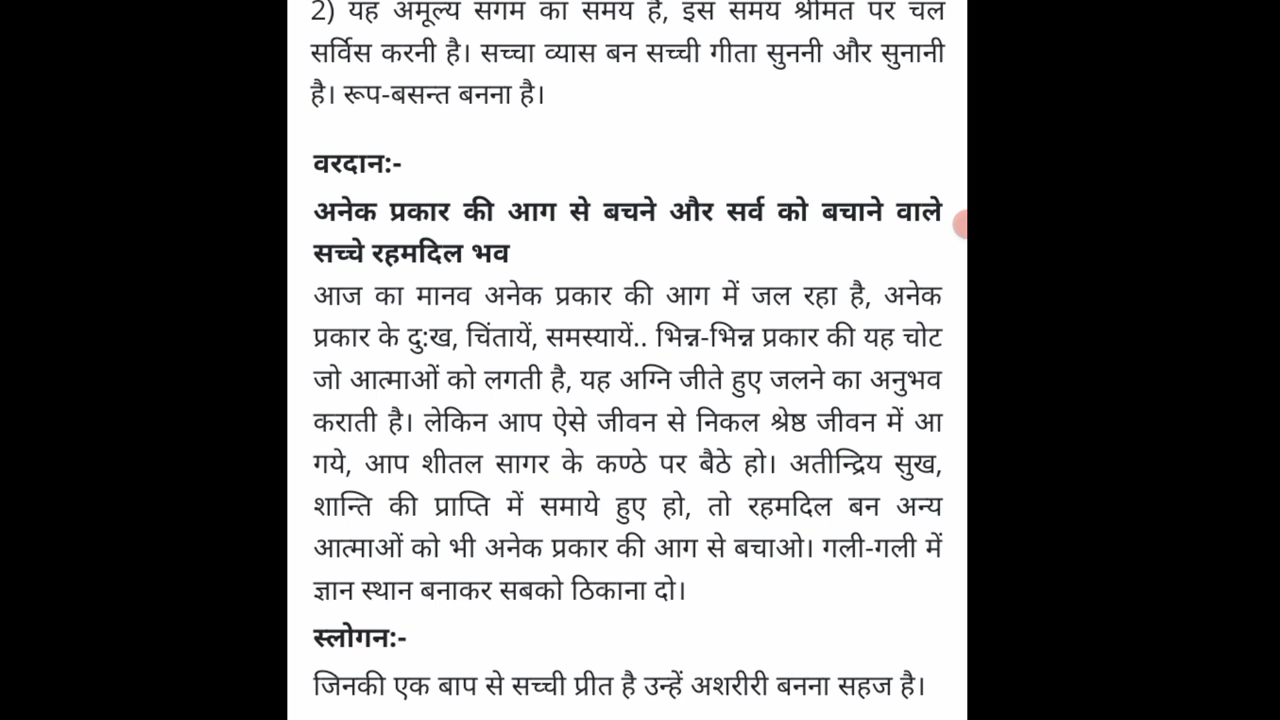 2) यह अमूल्य संगम का समय है, इस समय श्रीमत पर चल
सर्विस करनी है। सच्चा व्यास बन सच्ची गीता सुननी और सुनानी
है। रूप-बसन्त बनना है।
वरदान:-
अनेक प्रकार की आग से बचने और सर्व को बचाने वाले
सच्चे रहमदिल भव
आज का मानव अनेक प्रकार की आग में जल रहा है, अनेक
प्रकार के दु:ख, चिंतायें, समस्यायें.. भिन्न-भिन्न प्रकार की यह चोट
जो आत्माओं को लगती है, यह अग्नि जीते हुए जलने का अनुभव
कराती है। लेकिन आप ऐसे जीवन से निकल श्रेष्ठ जीवन में आ
गये, आप शीतल सागर के कण्ठे पर बैठे हो। अतीन्द्रिय सुख,
शान्ति की प्राप्ति में समाये हुए हो, तो रहमदिल बन अन्य
आत्माओं को भी अनेक प्रकार की आग से बचाओ। गली-गली में
ज्ञान स्थान बनाकर सबको ठिकाना दो।
स्लोगन:-
जिनकी एक बाप से सच्ची प्रीत है उन्हें अशरीरी बनना सहज है।